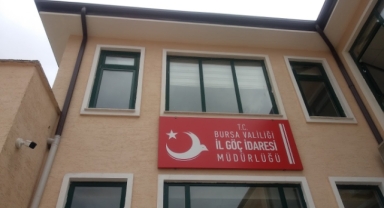 T.C.
BURSA VALİLİĞİ
İL GÖÇ İDARESİ
MÜDÜRLÜĞÜ